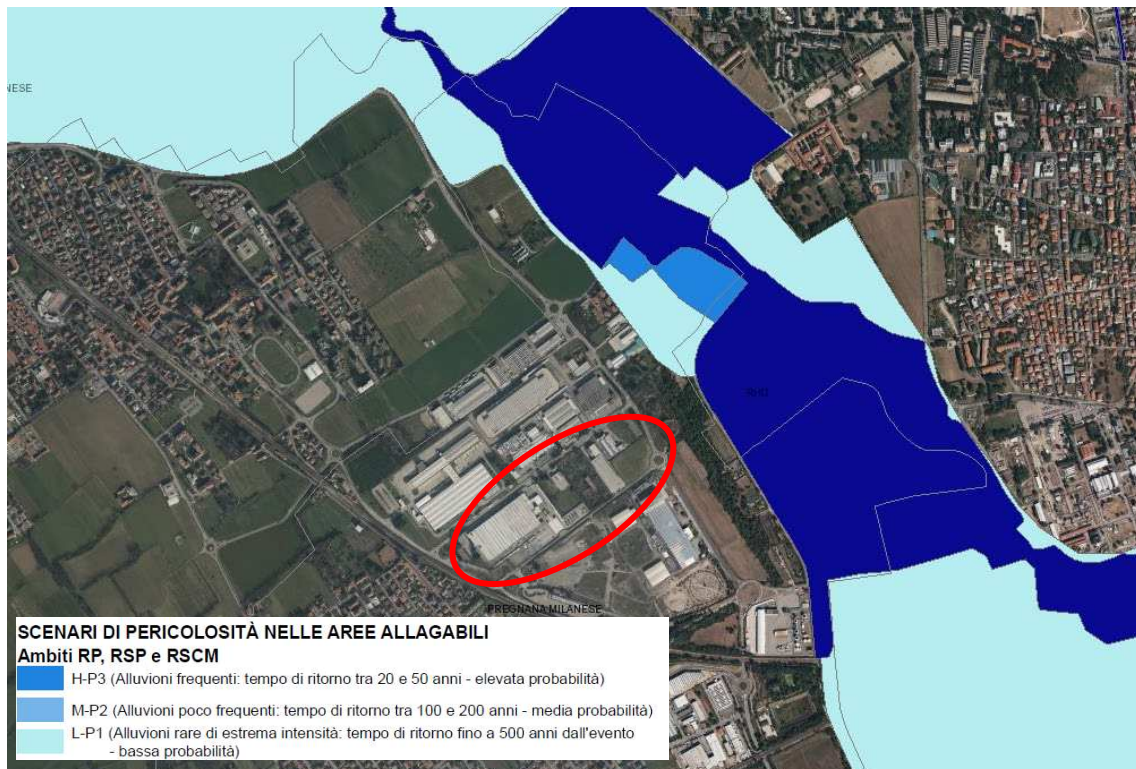 NESE
RHO
PREGNANA MILANESE
SCENARI DI PERICOLOSITÀ NELLE AREE ALLAGABILI
Ambiti RP, RSP e RSCM
H-P3 (Alluvioni frequenti: tempo di ritorno tra 20 e 50 anni - elevata probabilità)
M-P2 (Alluvioni poco frequenti: tempo di ritorno tra 100 e 200 anni - media probabilità)
L-P1 (Alluvioni rare di estrema intensità: tempo di ritorno fino a 500 anni dall'evento
- bassa probabilità)